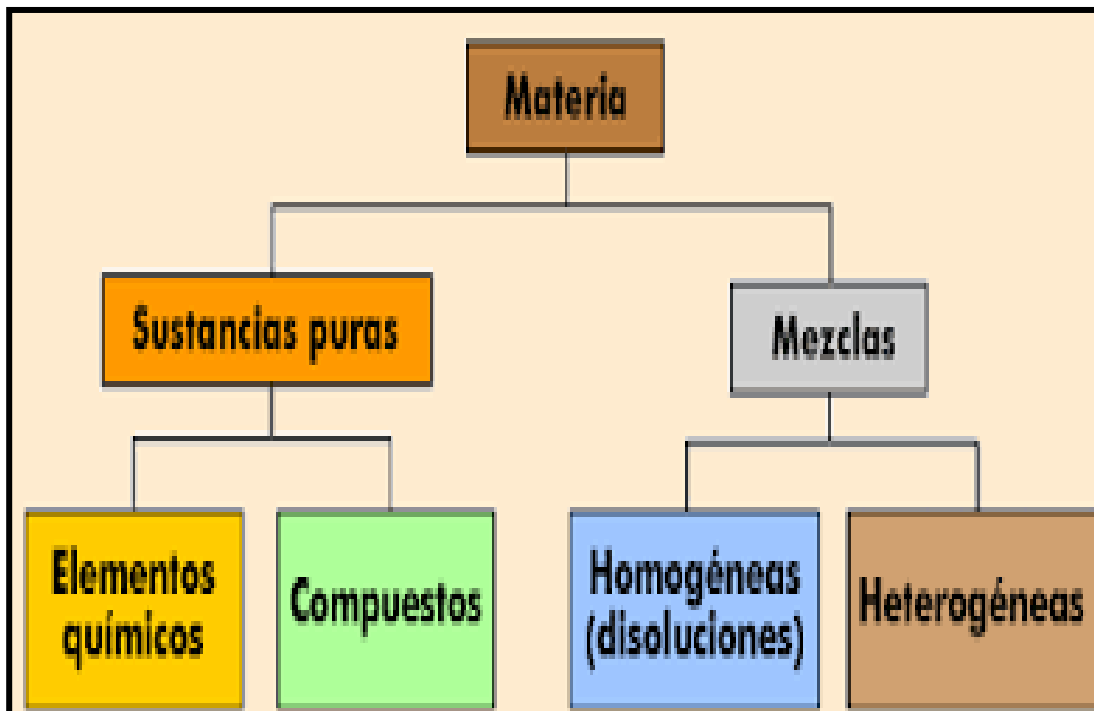 Materia
Sustancias puras
Mezclas
Elementos
químicos
Compuestos
Homogéneas
(disoluciones)
Heterogéneas